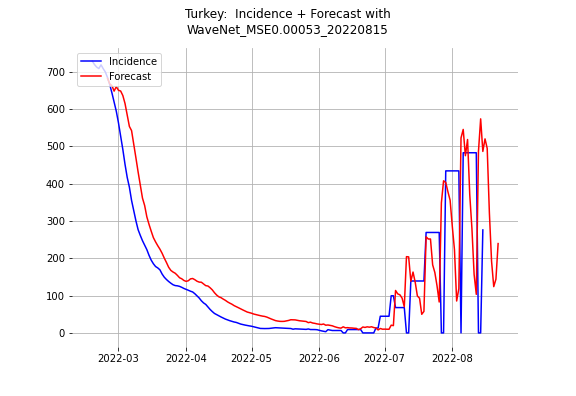 Turkey:  Incidence + Forecast with
WaveNet_MSE0.00053_20220815
Incidence
Forecast
700
600
500
400
300
200
100
0
2022-03 2022-04 2022-05 2022-06 2022-07 2022-08